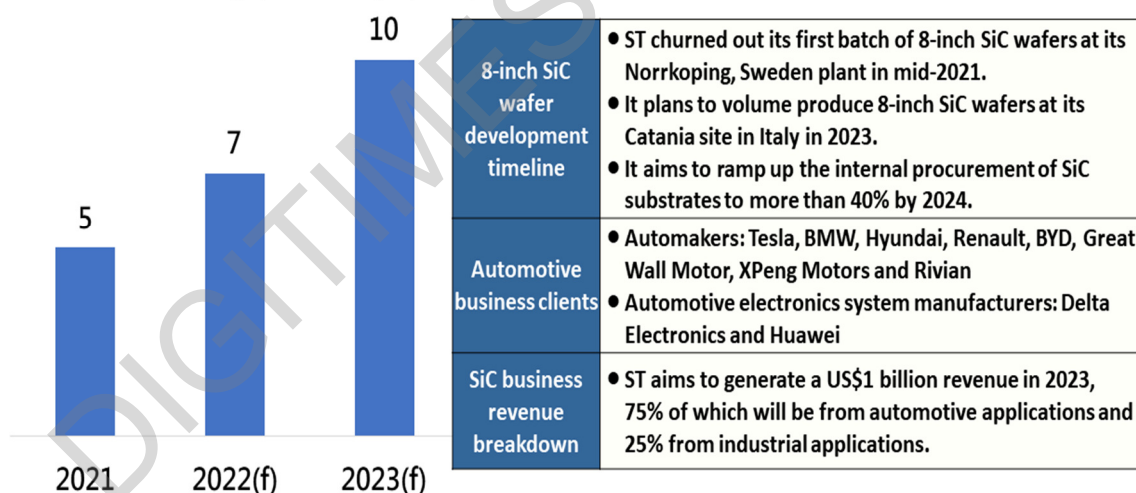 10
7
5
2021
2022(f)
2023(f)
8-inch SiC
wafer
development
timeline
● ST churned out its first batch of 8-inch SiC wafers at its
Norrkoping, Sweden plant in mid-2021.
● It plans to volume produce 8-inch SiC wafers at its
Catania site in Italy in 2023.
● It aims to ramp up the internal procurement of SiC
substrates to more than 40% by 2024.
Automotive
business clients
● Automakers: Tesla, BMW, Hyundai, Renault, BYD, Great
Wall Motor, XPeng Motors and Rivian
● Automotive electronics system manufacturers: Delta
Electronics and Huawei
SiC business
revenue
breakdown
● ST aims to generate a US$1 billion revenue in 2023,
75% of which will be from automotive applications and
25% from industrial applications.
DIGITIMES